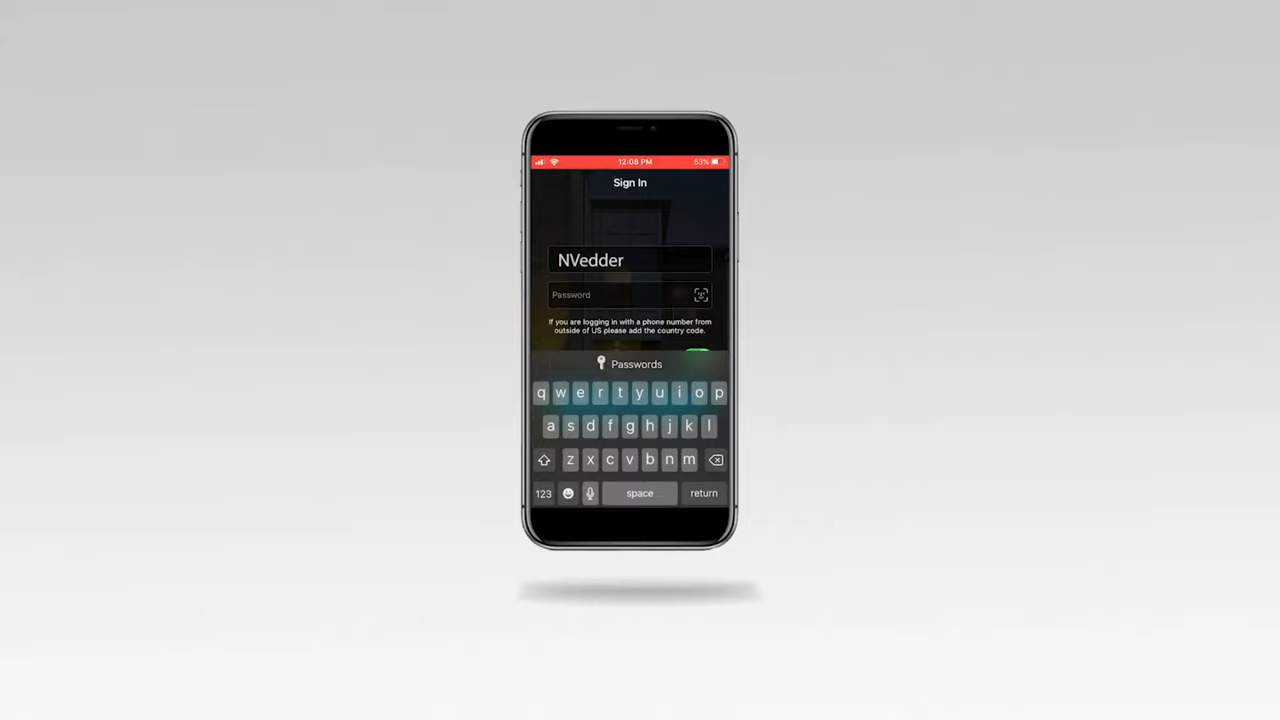 12:08 PM
53%
Sign In
NVedder
Password
If you are logging in with a phone number from
outside of US please add the country code.
Passwords
q w e r t y u i o p
a s d f g h j k l
z x c v b n m
123 space return